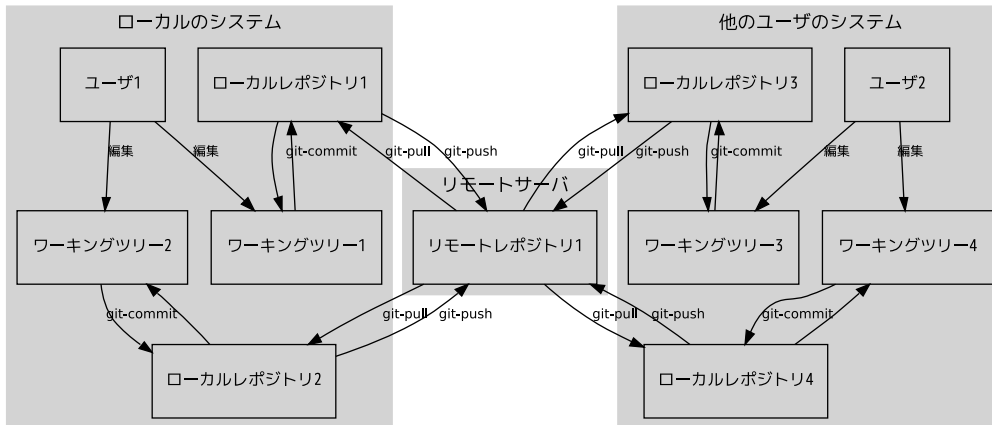 ローカルのシステム
他のユーザのシステム
ユーザ1
ローカルレポジトリ1
ローカルレポジトリ3
ユーザ2
編集
編集
git-commit
git-pull
git-push
git-pull
git-push
git-commit
編集
編集
リモートサーバ
ワーキングツリー2
ワーキングツリー1
リモートレポジトリ1
ワーキングツリー3
ワーキングツリー4
git-commit
git-pull
git-push
git-pull
git-push
git-commit
ローカルレポジトリ2
ローカルレポジトリ4